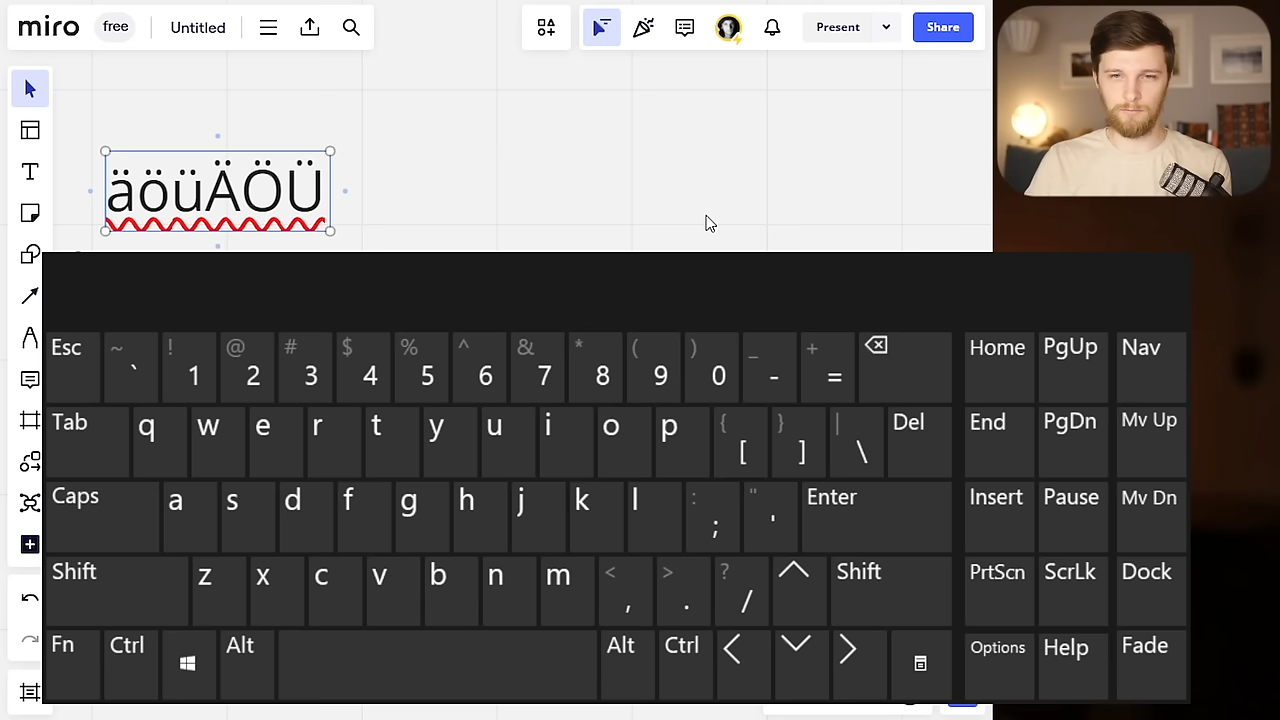 miro free Untitled Present Share
äöüÄÖÜ
Esc ~ ` ! 1 @ 2 # 3 $ 4 % 5 ^ 6 & 7 * 8 ( 9 ) 0 _ - + = Home PgUp Nav
Tab q w e r t y u i o p { [ } ] | \ Del End PgDn Mv Up
Caps a s d f g h j k l : ; " ' Enter Insert Pause Mv Dn
Shift z x c v b n m < , > . ? / Shift PrtScn ScrLk Dock
Fn Ctrl Alt Alt Ctrl Options Help Fade